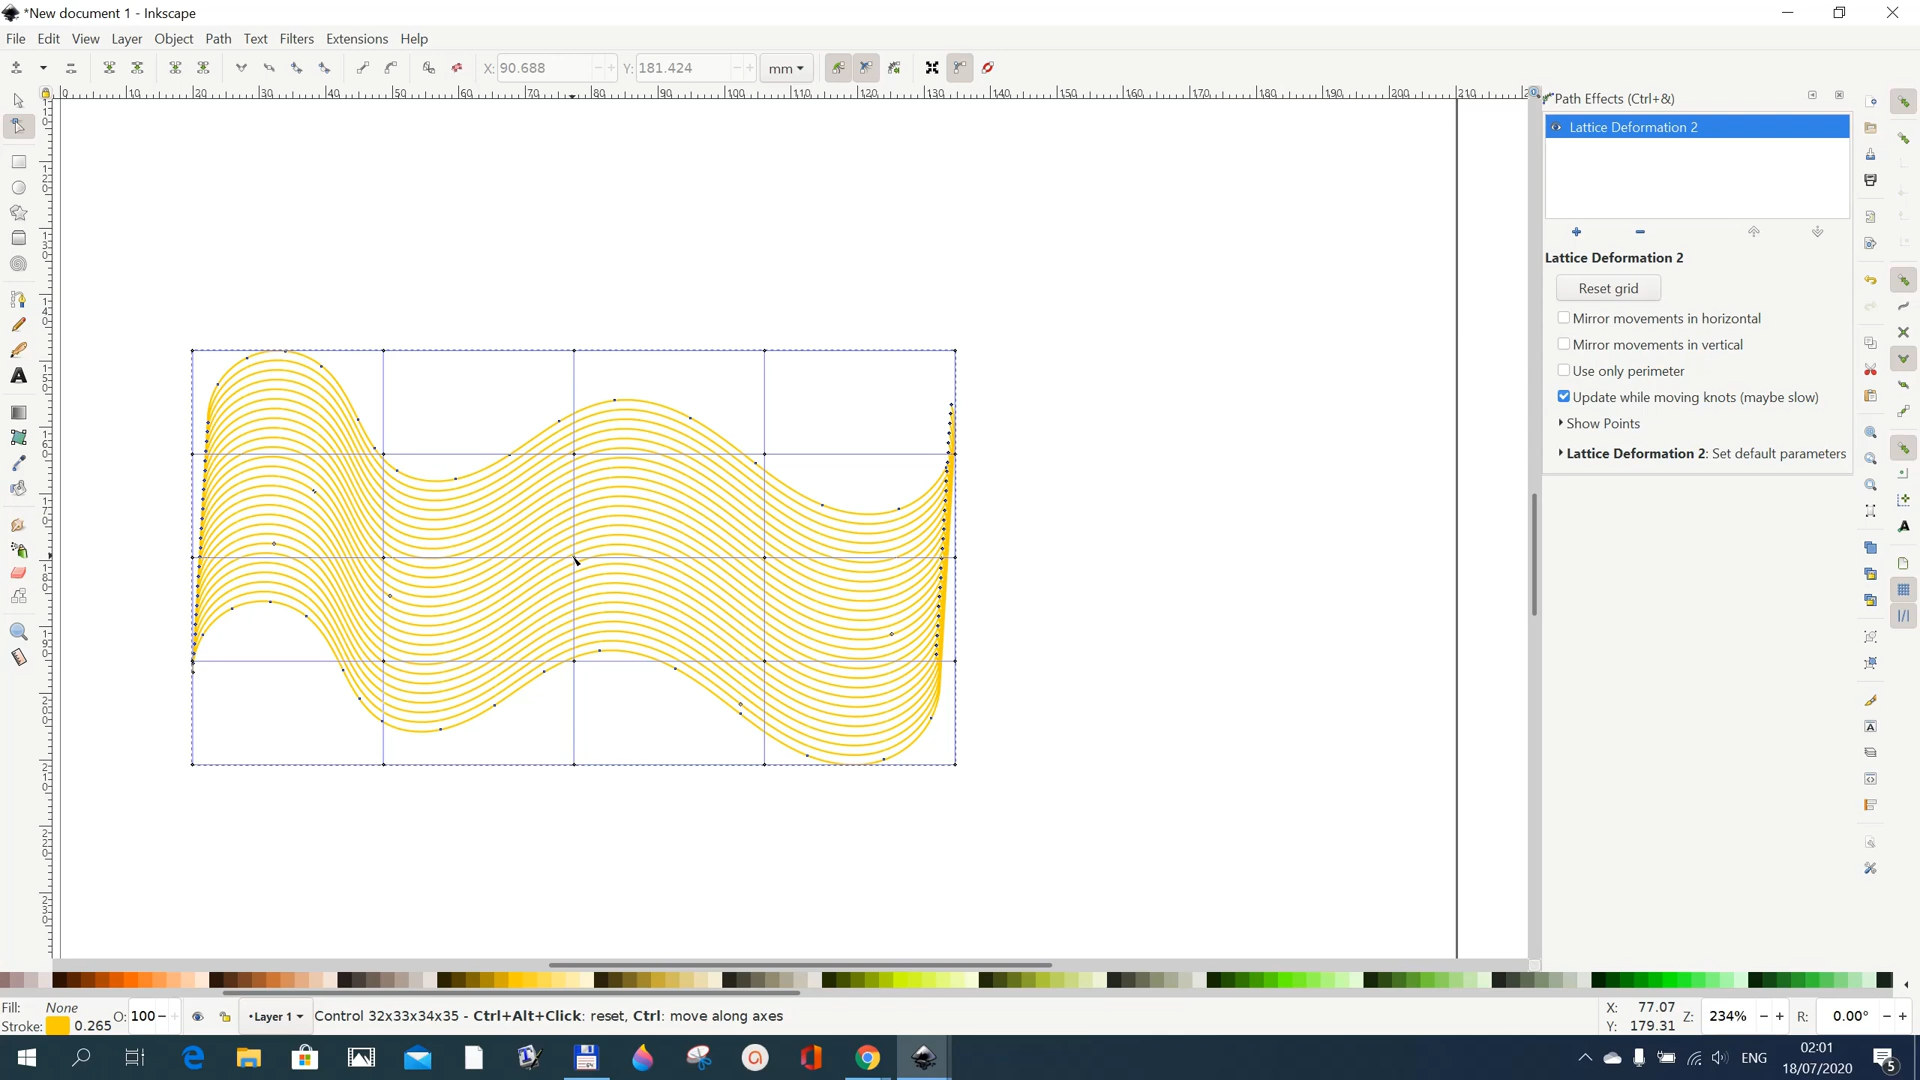 *New document 1 - Inkscape
File Edit View Layer Object Path Text Filters Extensions Help
X: 90.688 Y: 181.424 mm
Path Effects (Ctrl+&)
Lattice Deformation 2
Lattice Deformation 2
Reset grid
Mirror movements in horizontal
Mirror movements in vertical
Use only perimeter
Update while moving knots (maybe slow)
Show Points
Lattice Deformation 2: Set default parameters
Fill: None
Stroke: 0.265 O: 100
•Layer 1
Control 32x33x34x35 - Ctrl+Alt+Click: reset, Ctrl: move along axes
X: 77.07
Y: 179.31
Z: 234%
R: 0.00°
ENG
02:01
18/07/2020
5